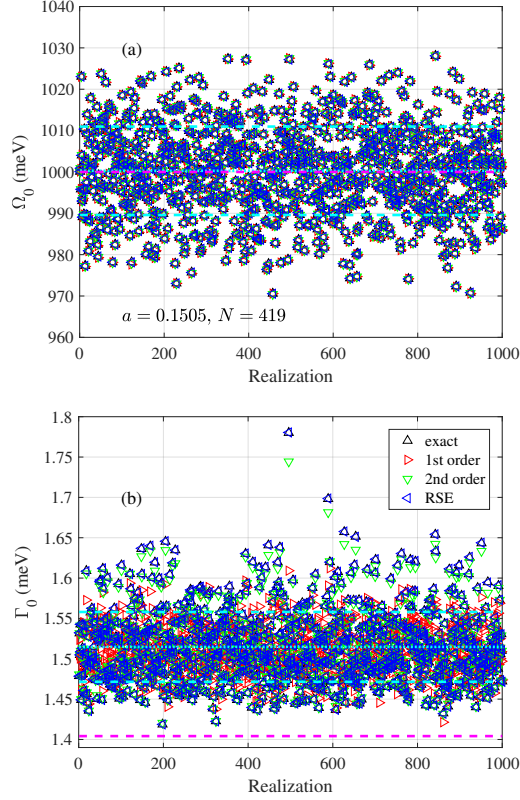 1040
1030
1020
1010
1000
990
980
970
960
Ω0 (meV)
(a)
a = 0.1505, N = 419
0 200 400 600 800 1000
Realization
1.8
1.75
1.7
1.65
1.6
1.55
1.5
1.45
1.4
Γ0 (meV)
(b)
exact
1st order
2nd order
RSE
0 200 400 600 800 1000
Realization